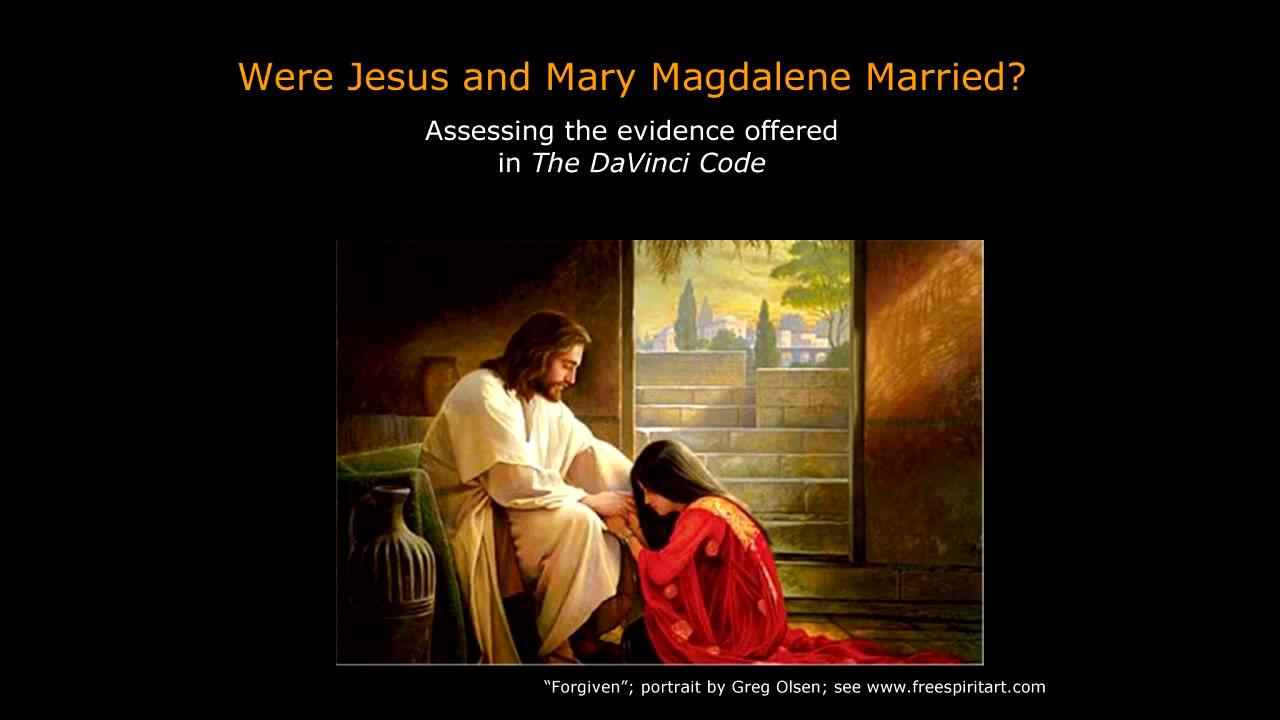 Were Jesus and Mary Magdalene Married?
Assessing the evidence offered
in The DaVinci Code
“Forgiven”; portrait by Greg Olsen; see www.freespiritart.com